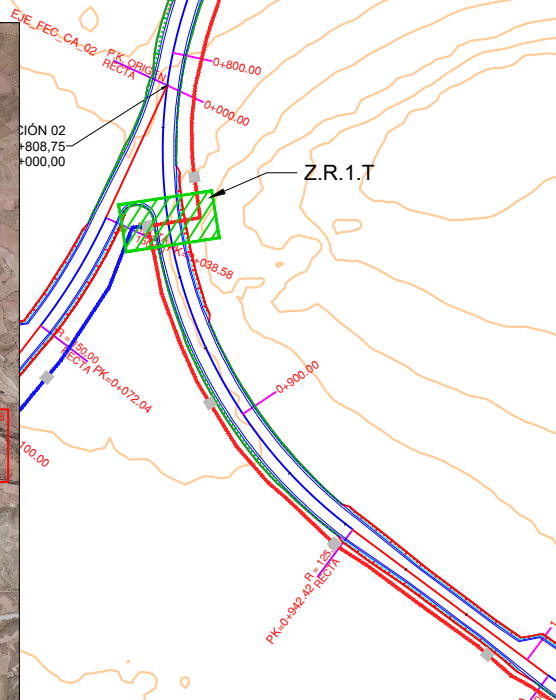 EJE_FEC_CA_02
P.K. ORIGEN
RECTA
0+800.00
0+000.00
CIÓN 02
+808,75
+000,00
Z.R.1.T
PK=0+038.58
R = 150.00
RECTA
PK=0+072.04
0+900.00
100.00
R = 125.
RECTA
PK=0+942.42